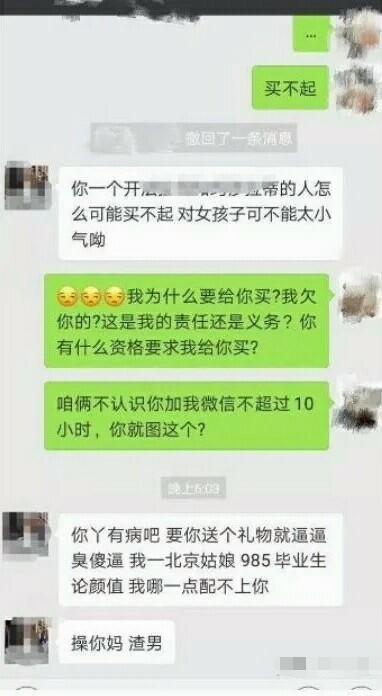 ...
买不起
撤回了一条消息
你一个开
蒂的人怎
么可能买不起 对女孩子可不能太小
气呦
我为什么要给你买?我欠
你的?这是我的责任还是义务? 你
有什么资格要求我给你买?
咱俩不认识你加我微信不超过10
小时，你就图这个?
晚上6:03
你丫有病吧 要你送个礼物就逼逼
臭傻逼 我一北京姑娘 985 毕业生
论颜值 我哪一点配不上你
操你妈 渣男